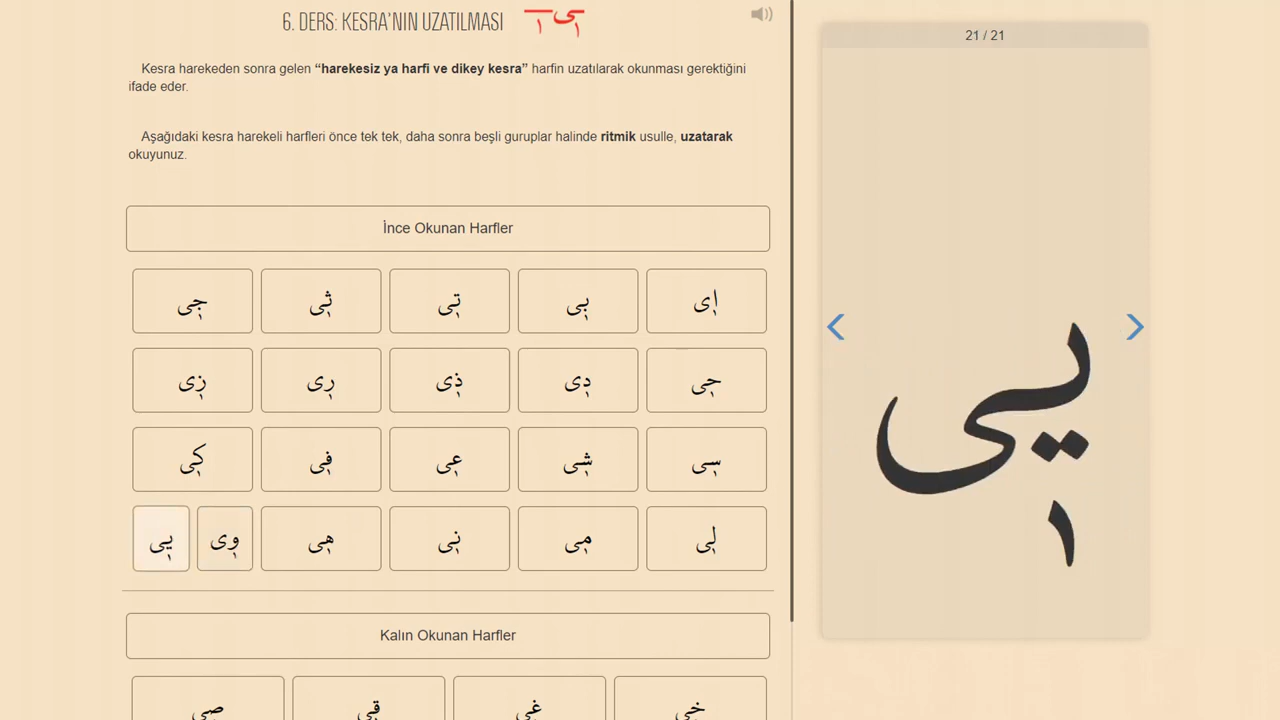 6. DERS: KESRA'NIN UZATILMASI ـٖى ـٖ
Kesra harekeden sonra gelen “harekesiz ya harfi ve dikey kesra” harfin uzatılarak okunması gerektiğini
ifade eder.
Aşağıdaki kesra harekeli harfleri önce tek tek, daha sonra beşli guruplar halinde ritmik usulle, uzatarak
okuyunuz.
İnce Okunan Harfler
اٖى بٖى تٖى ثٖى جٖى
حٖى دٖى ذٖى رٖى زٖى
سٖى شٖى عٖى فٖى كٖى
لٖى مٖى نٖى هٖى وٖى يٖى
Kalın Okunan Harfler
خٖى غٖى قٖى صٖى
21 / 21
يٖى